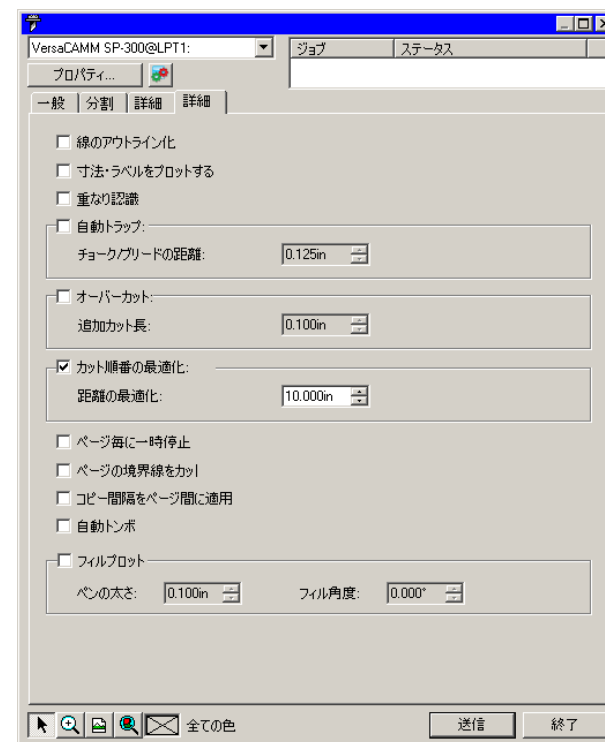 VersaCAMM SP-300@LPT1:
ジョブ ステータス
プロパティ...
一般 分割 詳細 詳細
線のアウトライン化
寸法・ラベルをプロットする
重なり認識
自動トラップ:
チョーク/ブリードの距離: 0.125in
オーバーカット:
追加カット長: 0.100in
カット順番の最適化:
距離の最適化: 10.000in
ページ毎に一時停止
ページの境界線をカッ
コピー間隔をページ間に適用
自動トンボ
フィルプロット
ペンの太さ: 0.100in フィル角度: 0.000°
全ての色 送信 終了